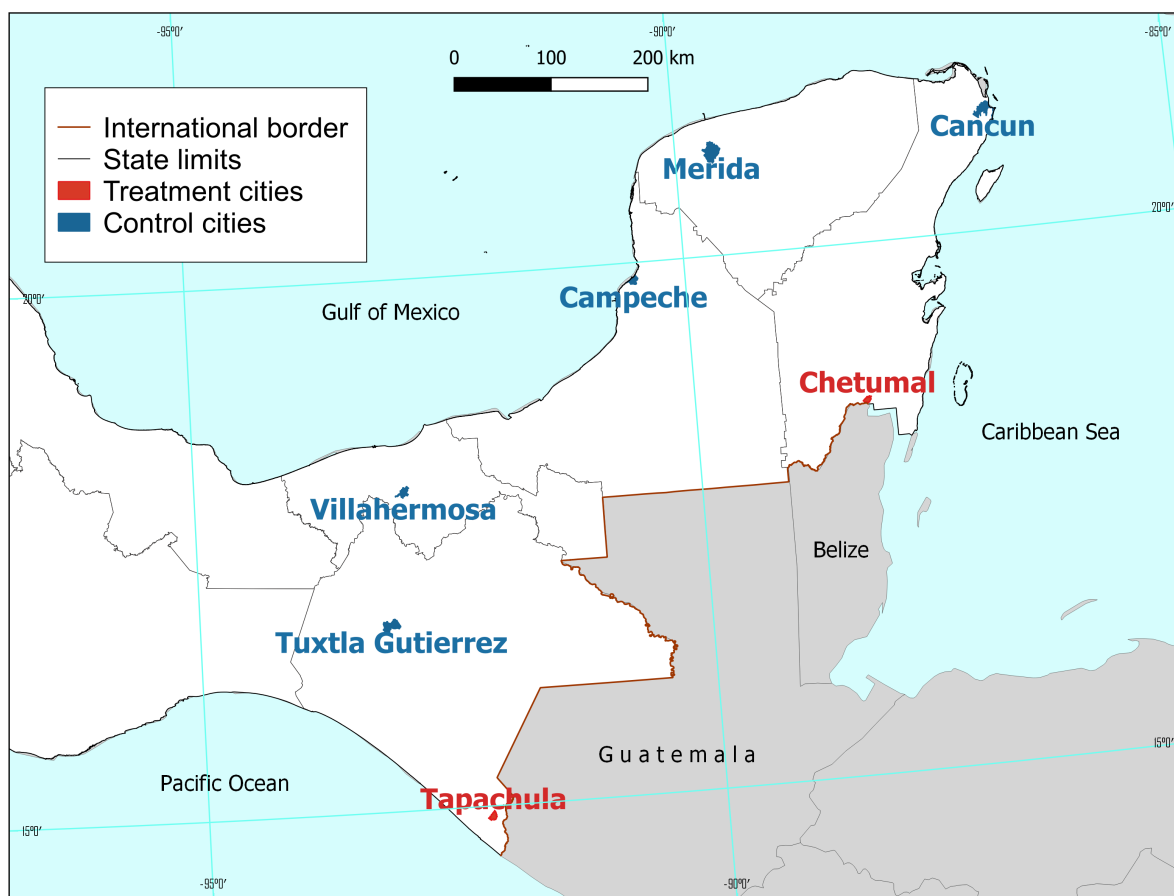 -95°0'
-90°0'
-85°0'
0 100 200 km
International border
State limits
Treatment cities
Control cities
Cancun
Merida
20°0'
Campeche
20°0'
Gulf of Mexico
Chetumal
Caribbean Sea
Villahermosa
Belize
Tuxtla Gutierrez
15°0'
Guatemala
Pacific Ocean
Tapachula
15°0'
-95°0'
-90°0'